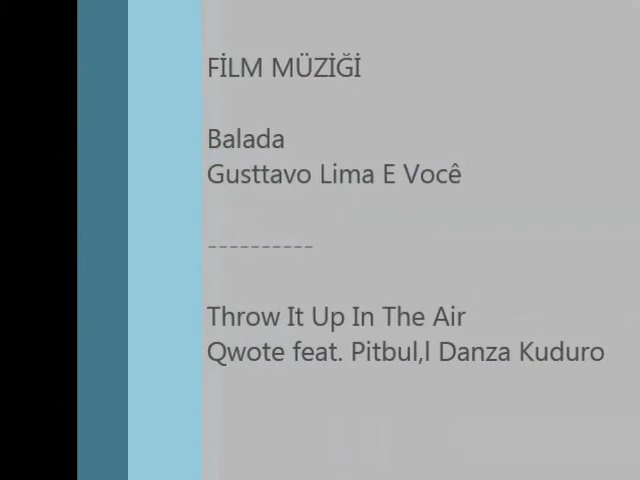 FİLM MÜZİĞİ
Balada
Gusttavo Lima E Você
----------
Throw It Up In The Air
Qwote feat. Pitbul,l Danza Kuduro